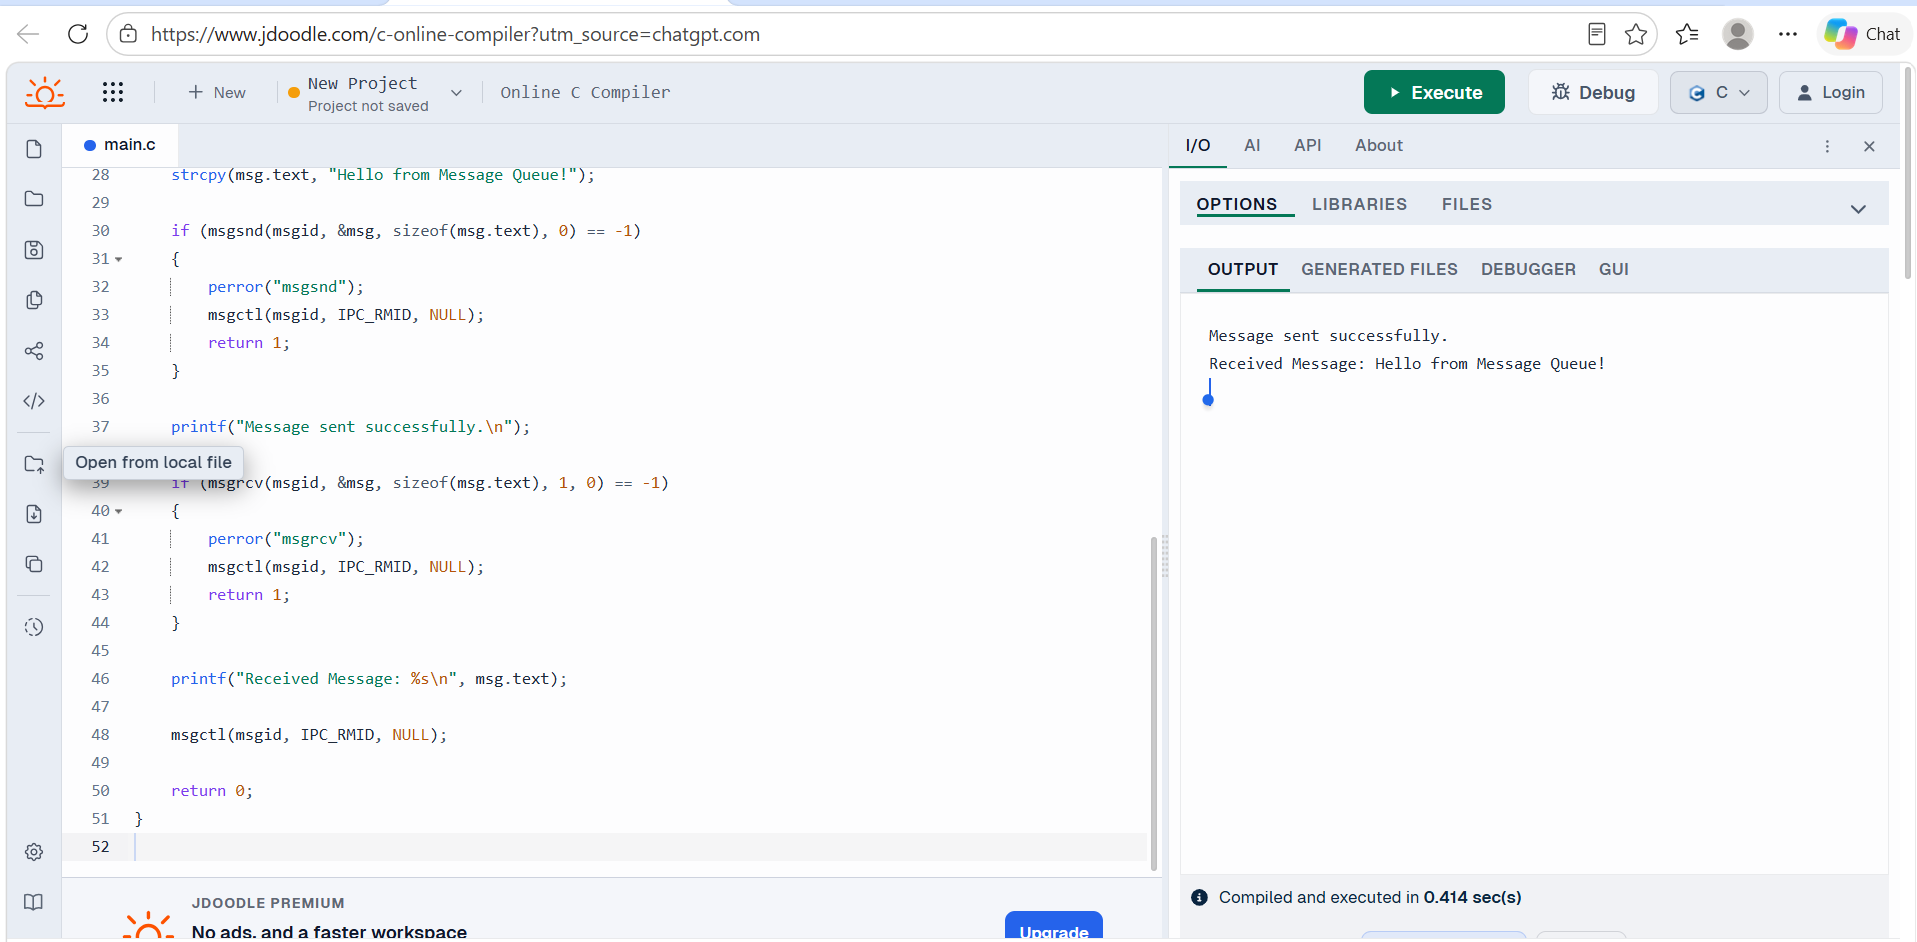 https://www.jdoodle.com/c-online-compiler?utm_source=chatgpt.com
Chat
New
New Project
Project not saved
Online C Compiler
Execute
Debug
C
Login
main.c
28 strcpy(msg.text, "Hello from Message Queue!");
29
30 if (msgsnd(msgid, &msg, sizeof(msg.text), 0) == -1)
31 {
32 perror("msgsnd");
33 msgctl(msgid, IPC_RMID, NULL);
34 return 1;
35 }
36
37 printf("Message sent successfully.\n");
Open from local file
39 if (msgrcv(msgid, &msg, sizeof(msg.text), 1, 0) == -1)
40 {
41 perror("msgrcv");
42 msgctl(msgid, IPC_RMID, NULL);
43 return 1;
44 }
45
46 printf("Received Message: %s\n", msg.text);
47
48 msgctl(msgid, IPC_RMID, NULL);
49
50 return 0;
51 }
52
JDOODLE PREMIUM
No ads, and a faster workspace
Upgrade
I/O AI API About
OPTIONS LIBRARIES FILES
OUTPUT GENERATED FILES DEBUGGER GUI
Message sent successfully.
Received Message: Hello from Message Queue!
Compiled and executed in 0.414 sec(s)